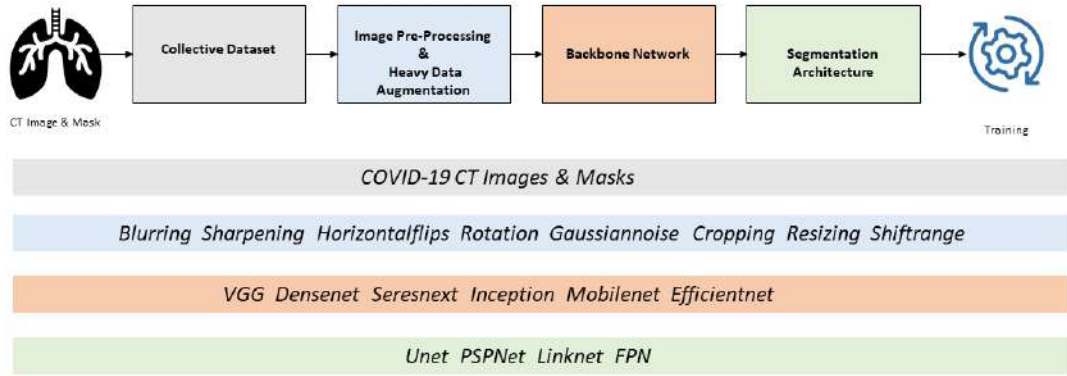 CT Image & Mask
Collective Dataset
Image Pre-Processing
&
Heavy Data
Augmentation
Backbone Network
Segmentation
Architecture
Training
COVID-19 CT Images & Masks
Blurring Sharpening Horizontalflips Rotation Gaussiannoise Cropping Resizing Shiftrange
VGG Densenet Seresnext Inception Mobilenet Efficientnet
Unet PSPNet Linknet FPN